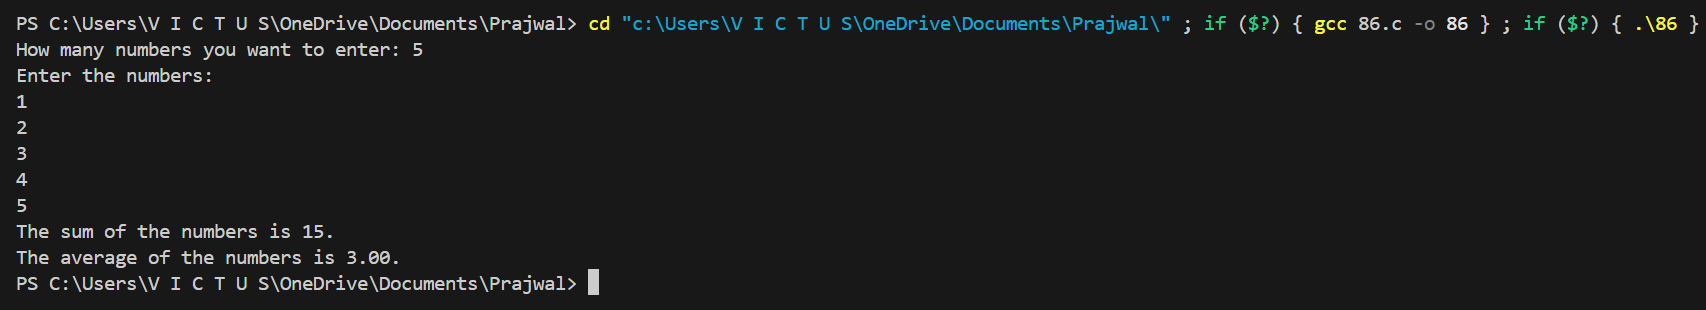 PS C:\Users\V I C T U S\OneDrive\Documents\Prajwal> cd "c:\Users\V I C T U S\OneDrive\Documents\Prajwal\" ; if ($?) { gcc 86.c -o 86 } ; if ($?) { .\86 }
How many numbers you want to enter: 5
Enter the numbers:
1
2
3
4
5
The sum of the numbers is 15.
The average of the numbers is 3.00.
PS C:\Users\V I C T U S\OneDrive\Documents\Prajwal>